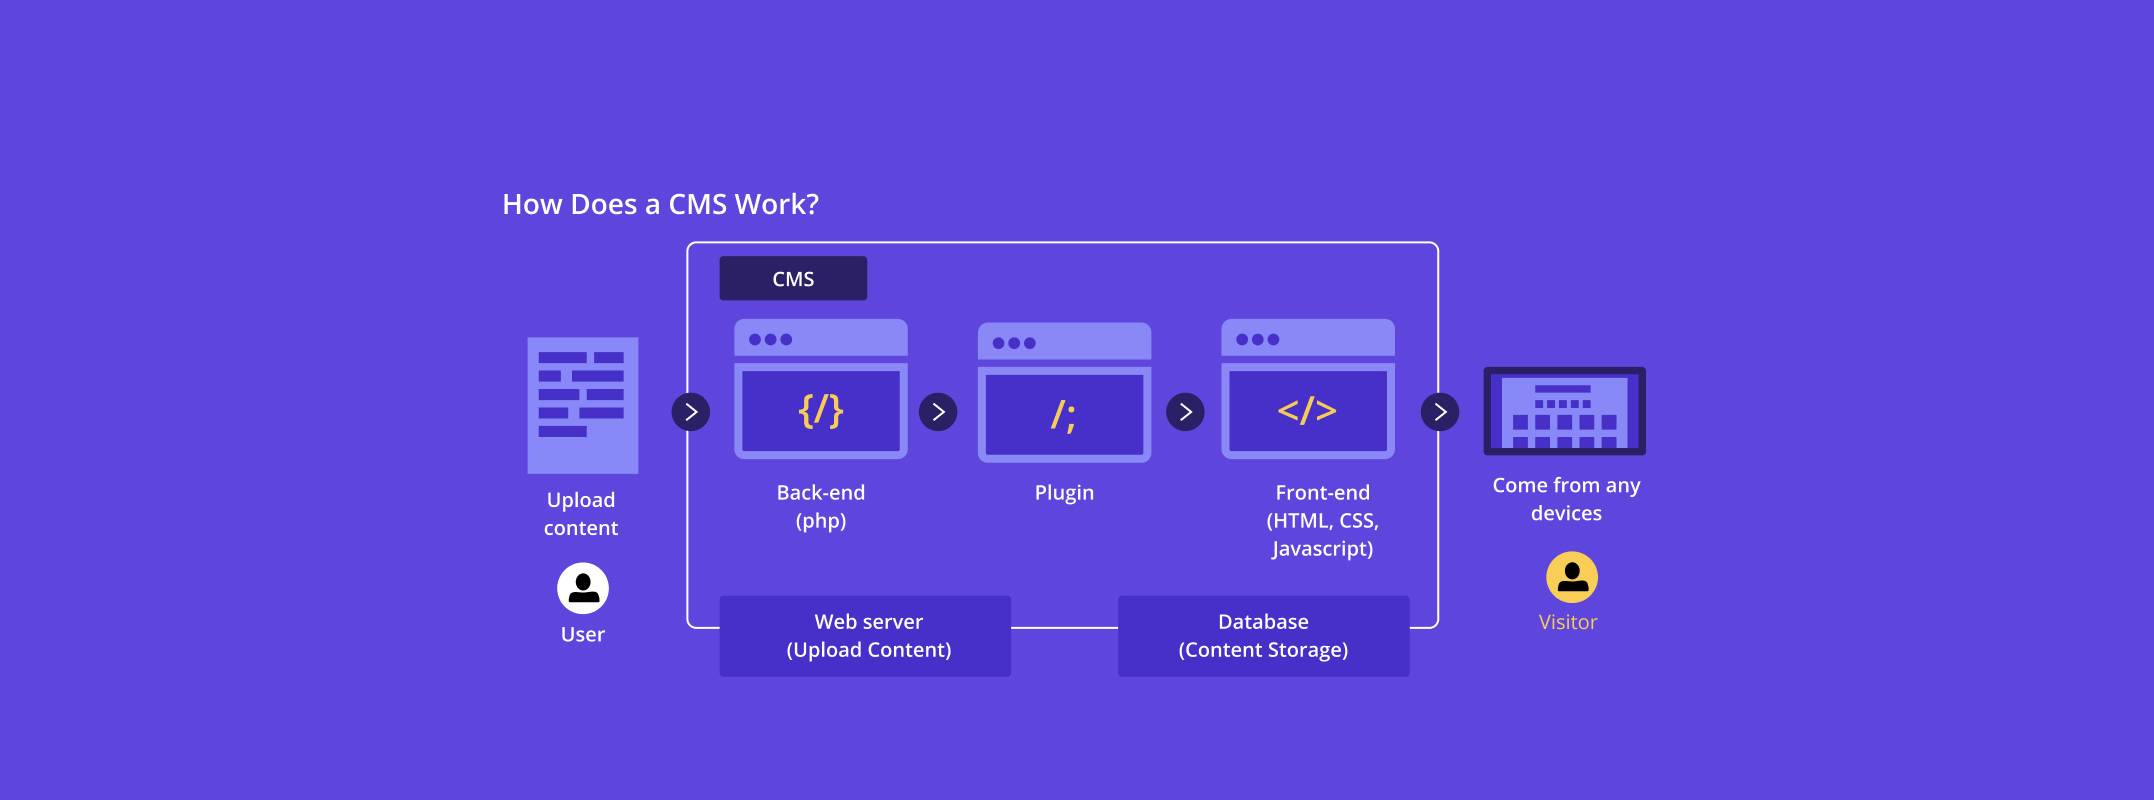 How Does a CMS Work?
CMS
{/}
/;
</>
Upload
content
User
Back-end
(php)
Plugin
Front-end
(HTML, CSS,
Javascript)
Come from any
devices
Visitor
Web server
(Upload Content)
Database
(Content Storage)